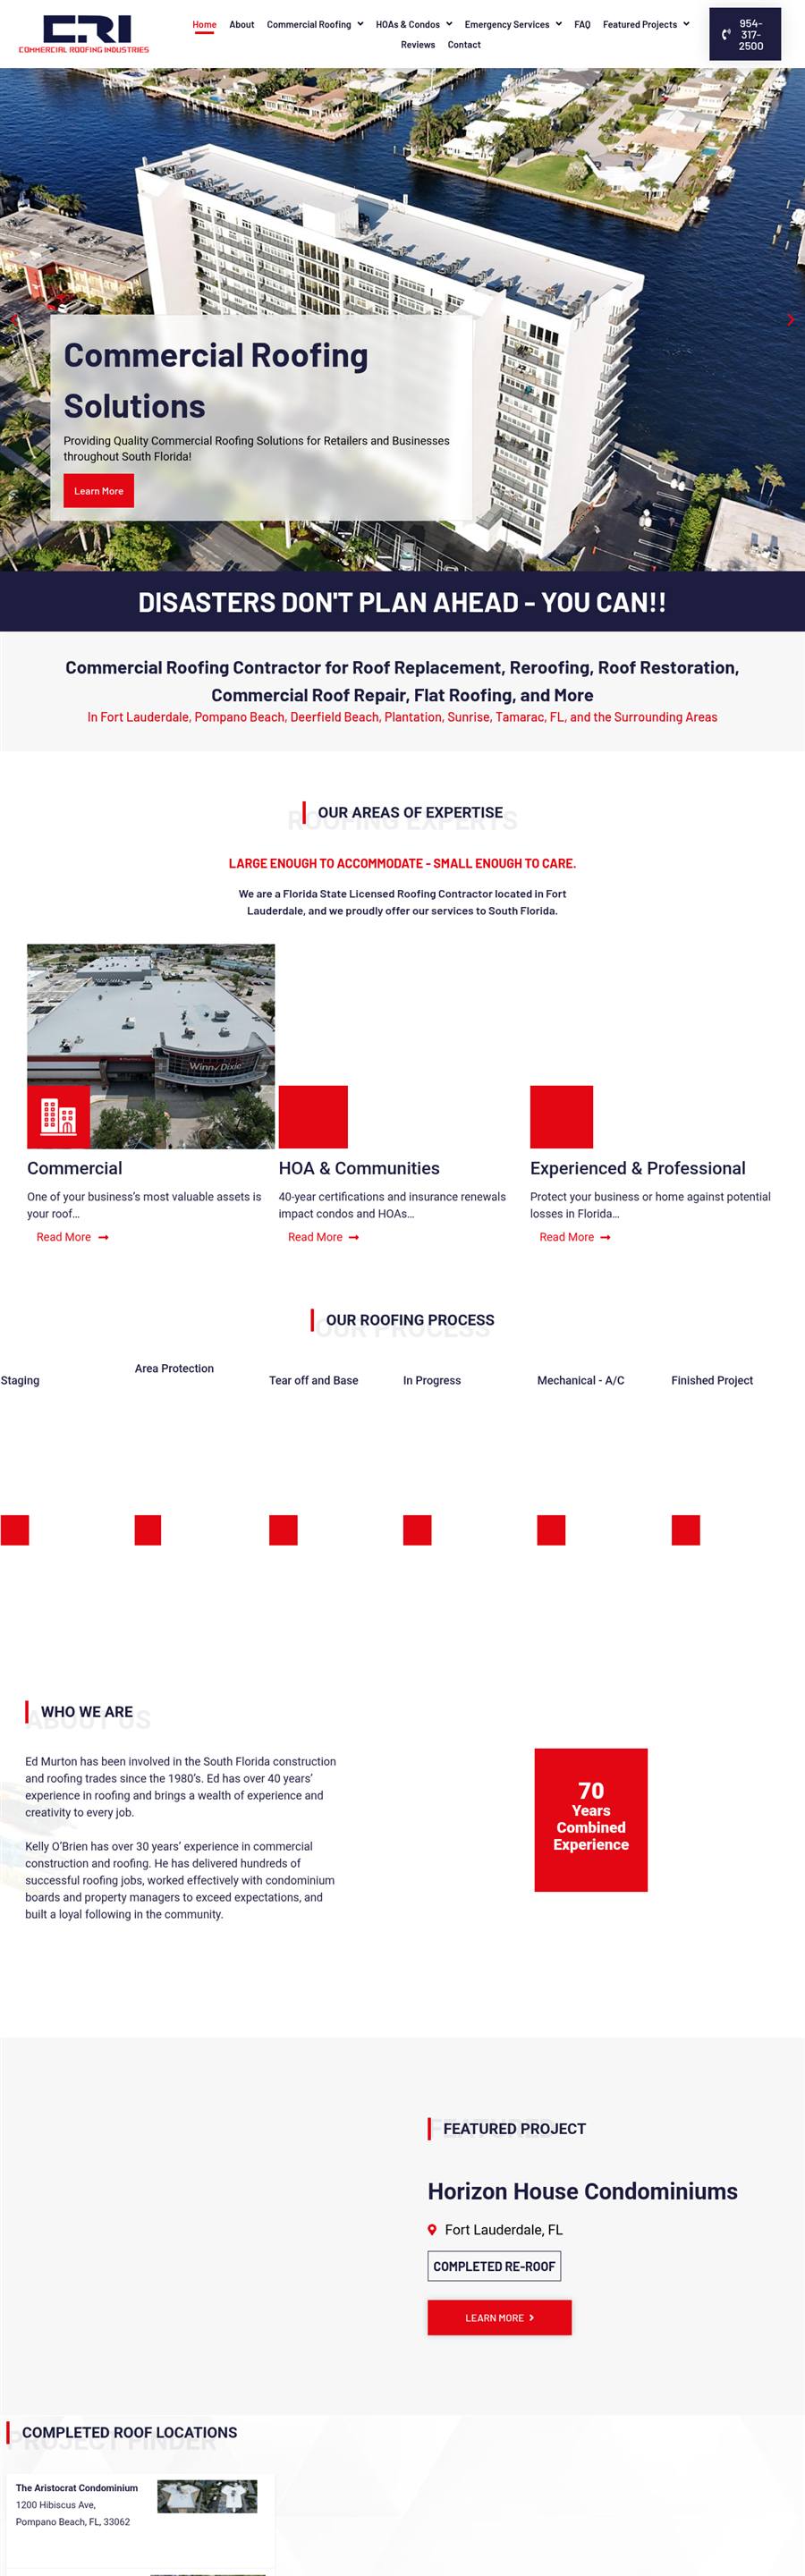 CRI
COMMERCIAL ROOFING INDUSTRIES
Home About Commercial Roofing HOAs & Condos Emergency Services FAQ Featured Projects
Reviews Contact
954-
317-
2500
Commercial Roofing
Solutions
Providing Quality Commercial Roofing Solutions for Retailers and Businesses
throughout South Florida!
Learn More
DISASTERS DON'T PLAN AHEAD - YOU CAN!!
Commercial Roofing Contractor for Roof Replacement, Reroofing, Roof Restoration,
Commercial Roof Repair, Flat Roofing, and More
In Fort Lauderdale, Pompano Beach, Deerfield Beach, Plantation, Sunrise, Tamarac, FL, and the Surrounding Areas
OUR AREAS OF EXPERTISE
ROOFING EXPERTS
LARGE ENOUGH TO ACCOMMODATE - SMALL ENOUGH TO CARE.
We are a Florida State Licensed Roofing Contractor located in Fort
Lauderdale, and we proudly offer our services to South Florida.
Winn Dixie
Commercial
One of your business's most valuable assets is
your roof...
Read More
HOA & Communities
40-year certifications and insurance renewals
impact condos and HOAs...
Read More
Experienced & Professional
Protect your business or home against potential
losses in Florida...
Read More
OUR ROOFING PROCESS
OUR PROCESS
Staging
Area Protection
Tear off and Base
In Progress
Mechanical - A/C
Finished Project
WHO WE ARE
ABOUT US
Ed Murton has been involved in the South Florida construction
and roofing trades since the 1980's. Ed has over 40 years'
experience in roofing and brings a wealth of experience and
creativity to every job.
Kelly O'Brien has over 30 years' experience in commercial
construction and roofing. He has delivered hundreds of
successful roofing jobs, worked effectively with condominium
boards and property managers to exceed expectations, and
built a loyal following in the community.
70
Years
Combined
Experience
FEATURED PROJECT
FEATURED
Horizon House Condominiums
Fort Lauderdale, FL
COMPLETED RE-ROOF
LEARN MORE
COMPLETED ROOF LOCATIONS
PROJECT FINDER
The Aristocrat Condominium
1200 Hibiscus Ave,
Pompano Beach, FL, 33062